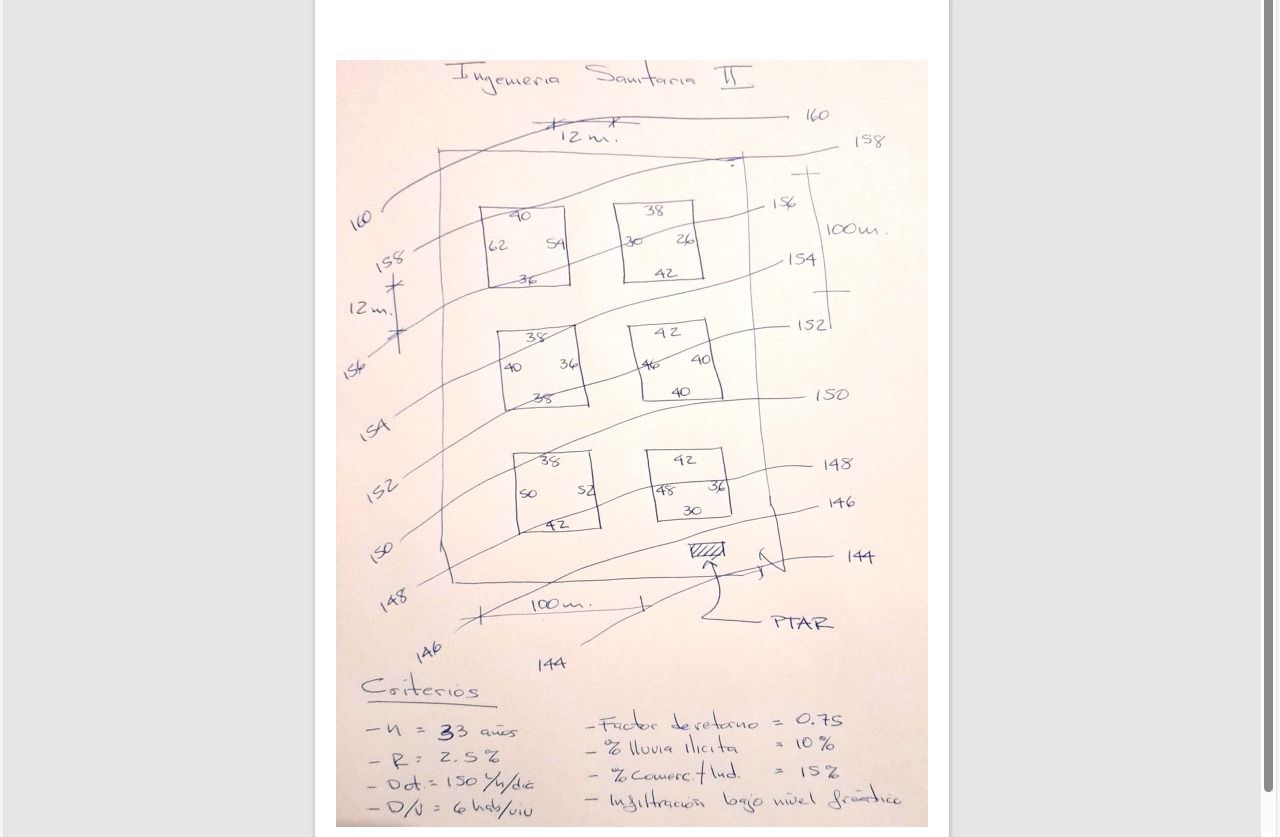 Ingenieria Sanitaria II
160
12 m.
158
160
40
38
156
62
54
30
26
100m.
158
36
42
154
12 m.
38
42
152
156
40
36
46
40
38
40
150
154
38
42
148
152
50
52
48
36
146
42
30
150
144
148
100m.
PTAR
146
144
Criterios
- n = 33 años
- R = 2.5 %
- Dot = 150 l/h/día
- D/V = 6 hab/viv
- Factor de retorno = 0.75
- % lluvia ilicita = 10 %
- % Comerc. + Ind. = 15 %
- Infiltración bajo nivel freático